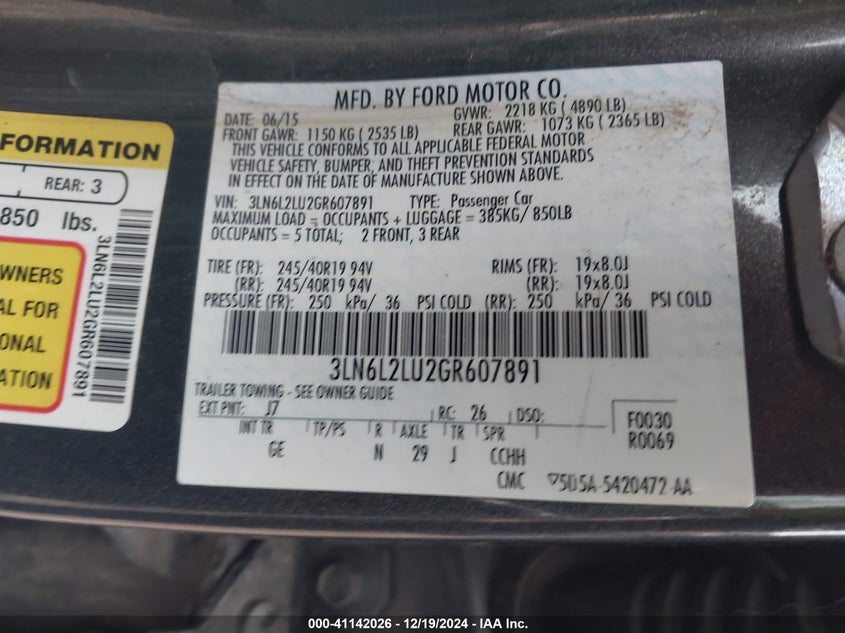 MFD. BY FORD MOTOR CO.
DATE: 06/15 GVWR: 2218 KG ( 4890 LB)
FRONT GAWR: 1150 KG ( 2535 LB) REAR GAWR: 1073 KG ( 2365 LB)
THIS VEHICLE CONFORMS TO ALL APPLICABLE FEDERAL MOTOR
VEHICLE SAFETY, BUMPER, AND THEFT PREVENTION STANDARDS
IN EFFECT ON THE DATE OF MANUFACTURE SHOWN ABOVE.
VIN: 3LN6L2LU2GR607891 TYPE: Passenger Car
MAXIMUM LOAD = OCCUPANTS + LUGGAGE = 385KG/ 850LB
OCCUPANTS = 5 TOTAL; 2 FRONT, 3 REAR
TIRE (FR): 245/40R19 94V RIMS (FR): 19x8.0J
(RR): 245/40R19 94V (RR): 19x8.0J
PRESSURE (FR): 250 kPa/ 36 PSI COLD (RR): 250 kPa/ 36 PSI COLD
3LN6L2LU2GR607891
TRAILER TOWING - SEE OWNER GUIDE
EXT PNT: J7 RC: 26 DSO: F0030
INT TR TP/PS R AXLE TR SPR R0069
GE N 29 J CCHH
CMC 5U5A-5420472-AA
FORMATION
REAR: 3
850 lbs.
WNERS
AL FOR
ONAL
ATION
3LN6L2LU2GR607891
000-41142026 - 12/19/2024 - IAA Inc.